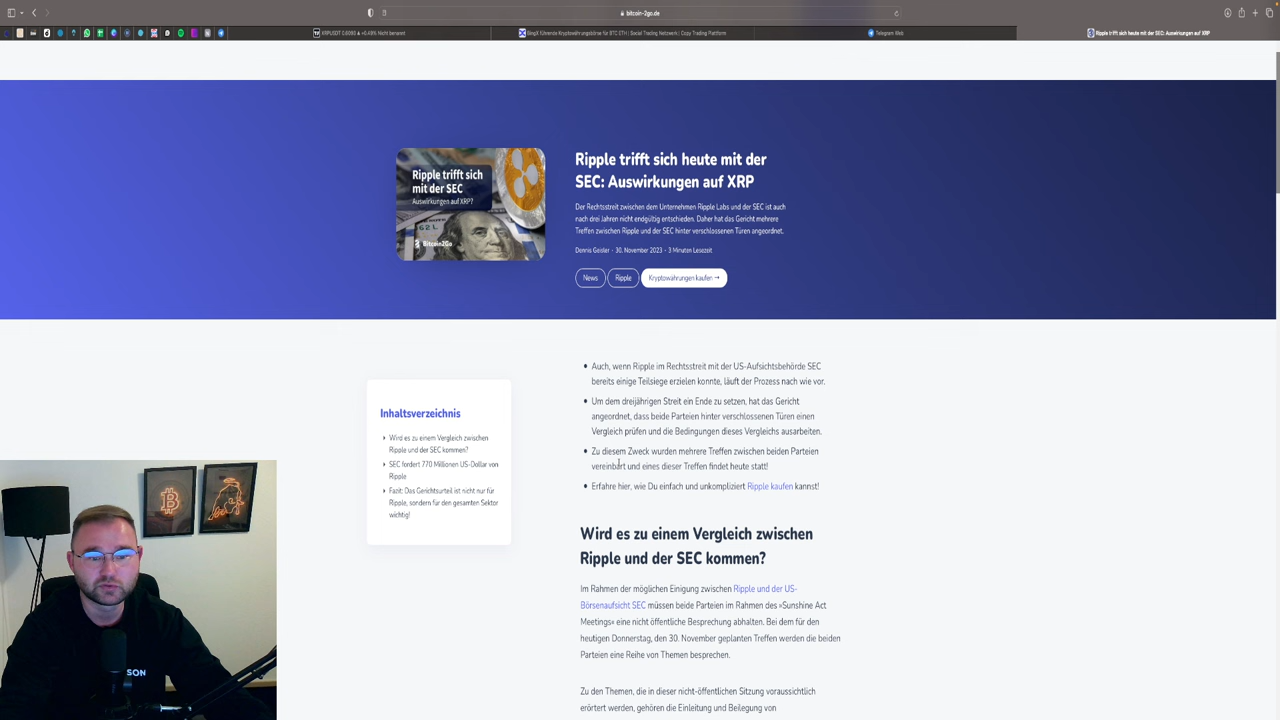 bitcoin-2go.de
XRPUSDT 0.6090 ▲ +0.49% Nicht benannt
BingX führende Kryptowährungsbörse für BTC ETH | Social Trading Netzwerk | Copy Trading Platform
Telegram Web
Ripple trifft sich heute mit der SEC: Auswirkungen auf XRP
Ripple trifft sich
mit der SEC
Auswirkungen auf XRP?
Bitcoin2Go
Ripple trifft sich heute mit der
SEC: Auswirkungen auf XRP
Der Rechtsstreit zwischen dem Unternehmen Ripple Labs und der SEC ist auch
nach drei Jahren nicht endgültig entschieden. Daher hat das Gericht mehrere
Treffen zwischen Ripple und der SEC hinter verschlossenen Türen angeordnet.
Dennis Geisler - 30. November 2023 - 3 Minuten Lesezeit
News
Ripple
Kryptowährungen kaufen →
Inhaltsverzeichnis
Wird es zu einem Vergleich zwischen
Ripple und der SEC kommen?
SEC fordert 770 Millionen US-Dollar von
Ripple
Fazit: Das Gerichtsurteil ist nicht nur für
Ripple, sondern für den gesamten Sektor
wichtig!
Auch, wenn Ripple im Rechtsstreit mit der US-Aufsichtsbehörde SEC
bereits einige Teilsiege erzielen konnte, läuft der Prozess nach wie vor.
Um dem dreijährigen Streit ein Ende zu setzen, hat das Gericht
angeordnet, dass beide Parteien hinter verschlossenen Türen einen
Vergleich prüfen und die Bedingungen dieses Vergleichs ausarbeiten.
Zu diesem Zweck wurden mehrere Treffen zwischen beiden Parteien
vereinbart und eines dieser Treffen findet heute statt!
Erfahre hier, wie Du einfach und unkompliziert Ripple kaufen kannst!
Wird es zu einem Vergleich zwischen
Ripple und der SEC kommen?
Im Rahmen der möglichen Einigung zwischen Ripple und der US-
Börsenaufsicht SEC müssen beide Parteien im Rahmen des »Sunshine Act
Meetings« eine nicht öffentliche Besprechung abhalten. Bei dem für den
heutigen Donnerstag, den 30. November geplanten Treffen werden die beiden
Parteien eine Reihe von Themen besprechen.
Zu den Themen, die in dieser nicht-öffentlichen Sitzung voraussichtlich
erörtert werden, gehören die Einleitung und Beilegung von
SON